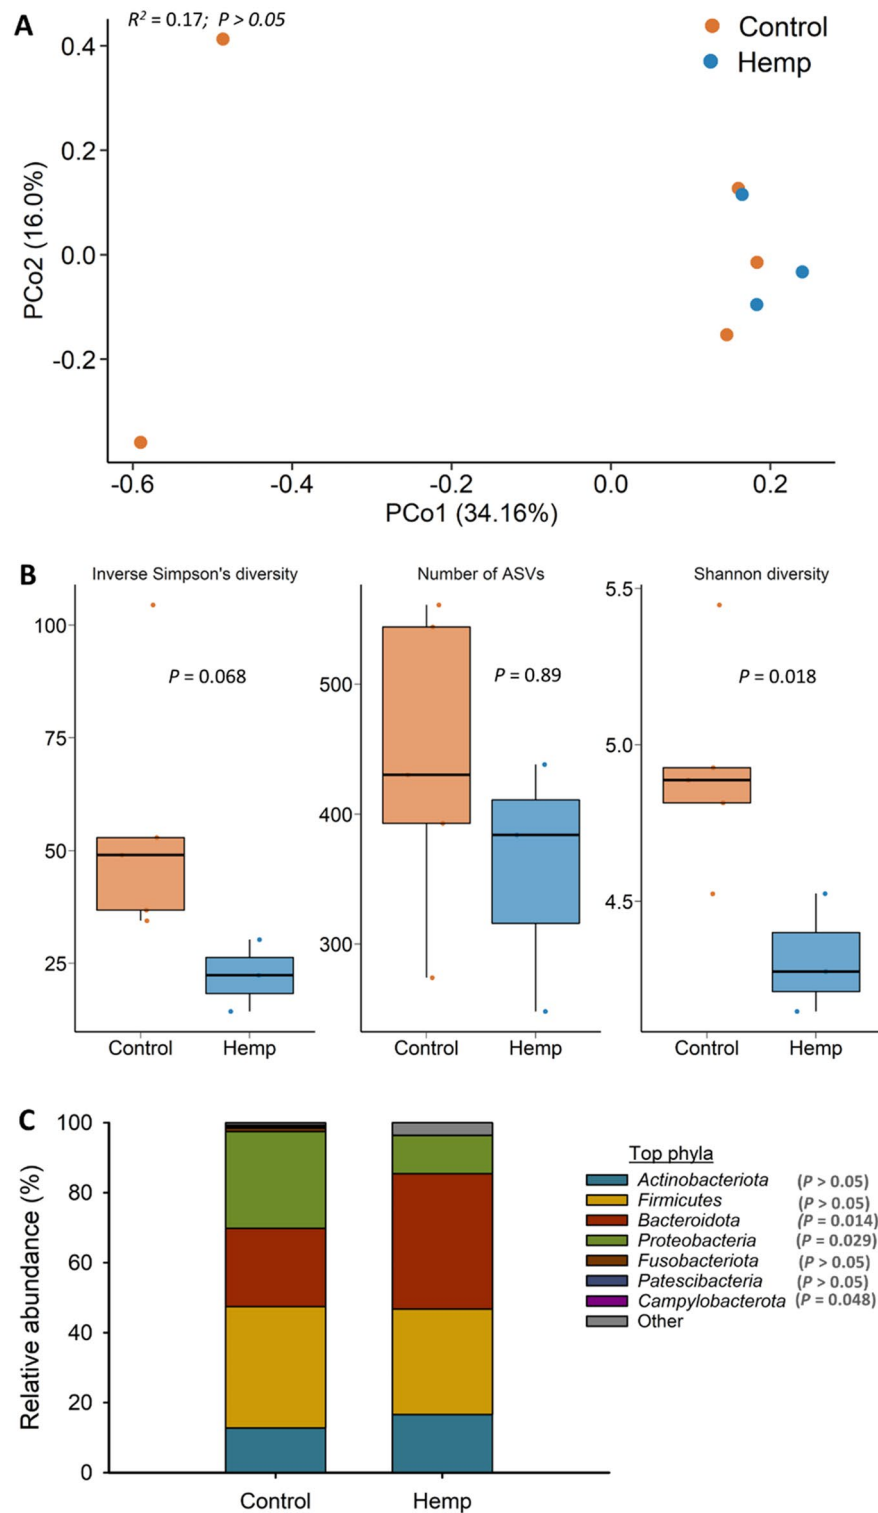 A
R² = 0.17; P > 0.05
Control
Hemp
0.4
0.2
0.0
-0.2
PCo2 (16.0%)
-0.6 -0.4 -0.2 0.0 0.2
PCo1 (34.16%)
B
Inverse Simpson's diversity
100
75
50
25
P = 0.068
Control Hemp
Number of ASVs
500
400
300
P = 0.89
Control Hemp
Shannon diversity
5.5
5.0
4.5
P = 0.018
Control Hemp
C
Relative abundance (%)
100
80
60
40
20
0
Control Hemp
Top phyla
Actinobacteriota (P > 0.05)
Firmicutes (P > 0.05)
Bacteroidota (P = 0.014)
Proteobacteria (P = 0.029)
Fusobacteriota (P > 0.05)
Patescibacteria (P > 0.05)
Campylobacterota (P = 0.048)
Other